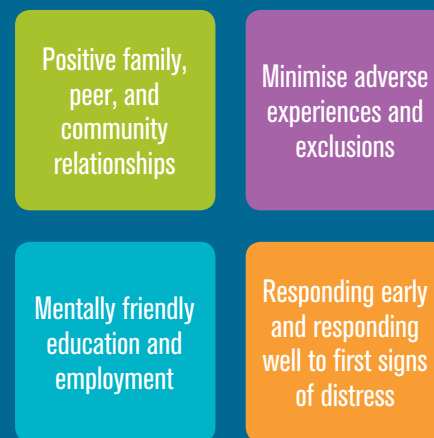 Positive family,
peer, and
community
relationships
Minimise adverse
experiences and
exclusions
Mentally friendly
education and
employment
Responding early
and responding
well to first signs
of distress